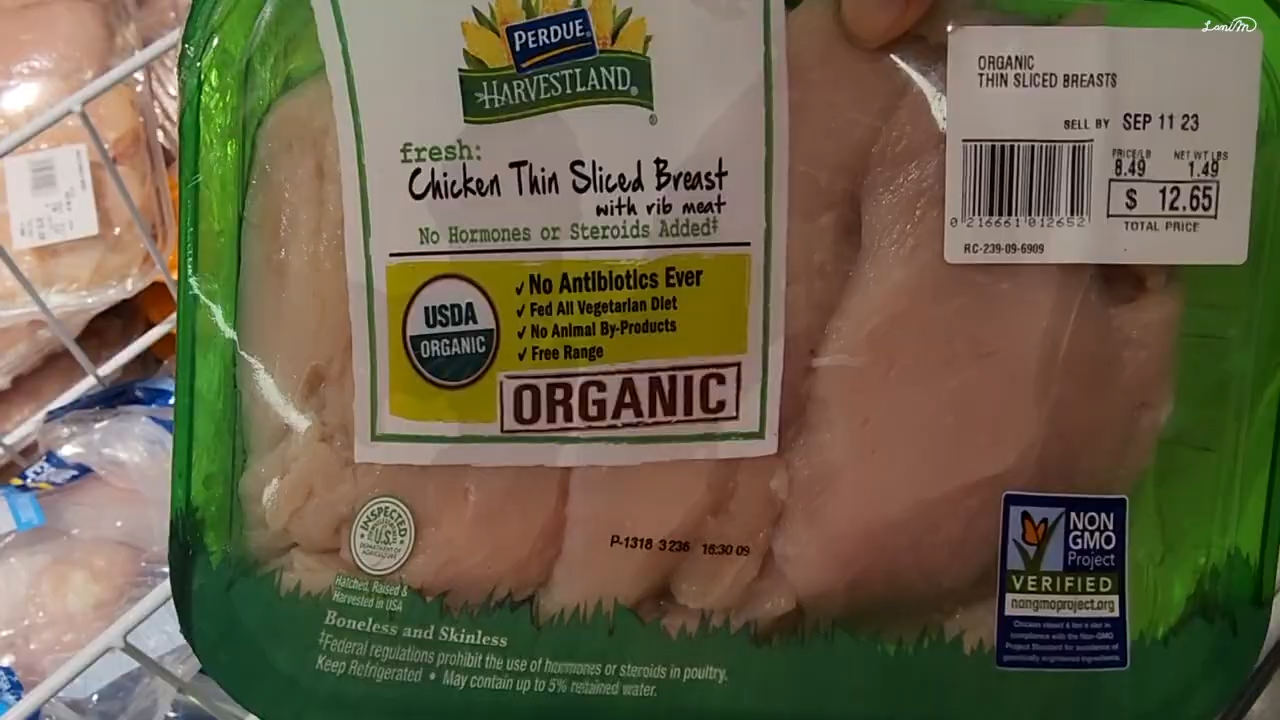 LaniM
PERDUE®
HARVESTLAND®
®
fresh:
Chicken Thin Sliced Breast
with rib meat
No Hormones or Steroids Added‡
USDA
ORGANIC
✓ No Antibiotics Ever
✓ Fed All Vegetarian Diet
✓ No Animal By-Products
✓ Free Range
ORGANIC
ORGANIC
THIN SLICED BREASTS
SELL BY SEP 11 23
PRICE/LB NET WT LBS
8.49 1.49
$ 12.65
TOTAL PRICE
0 216661 012652
RC-239-09-6909
INSPECTED
U.S.
DEPARTMENT OF
AGRICULTURE
P-1318 3236 16:30 09
Hatched, Raised &
Harvested in USA
Boneless and Skinless
‡Federal regulations prohibit the use of hormones or steroids in poultry.
Keep Refrigerated • May contain up to 5% retained water.
NON
GMO
Project
VERIFIED
nongmoproject.org